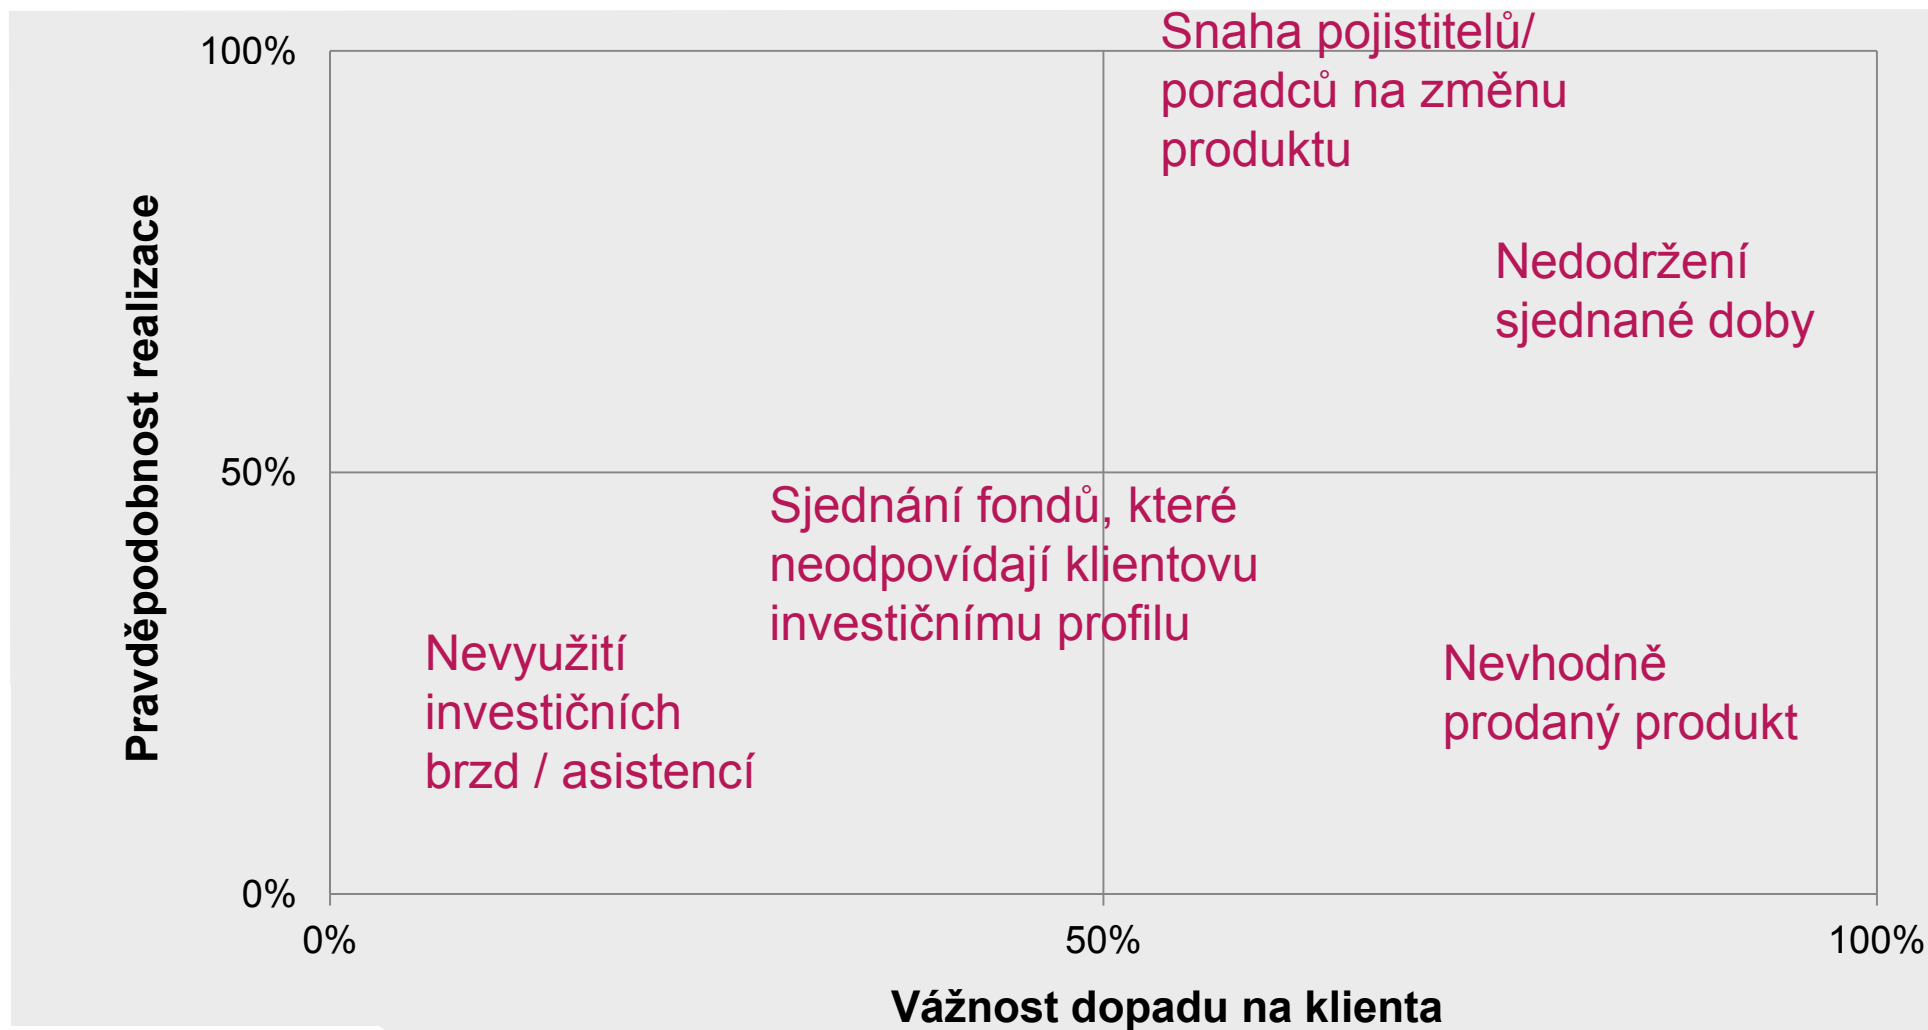 Snaha pojistitelů/
poradců na změnu
produktu
Nedodržení
sjednané doby
Sjednání fondů, které
neodpovídají klientovu
investičnímu profilu
Nevyužití
investičních
brzd / asistencí
Nevhodně
prodaný produkt
Pravděpodobnost realizace
100%
50%
0%
0%
50%
100%
Vážnost dopadu na klienta